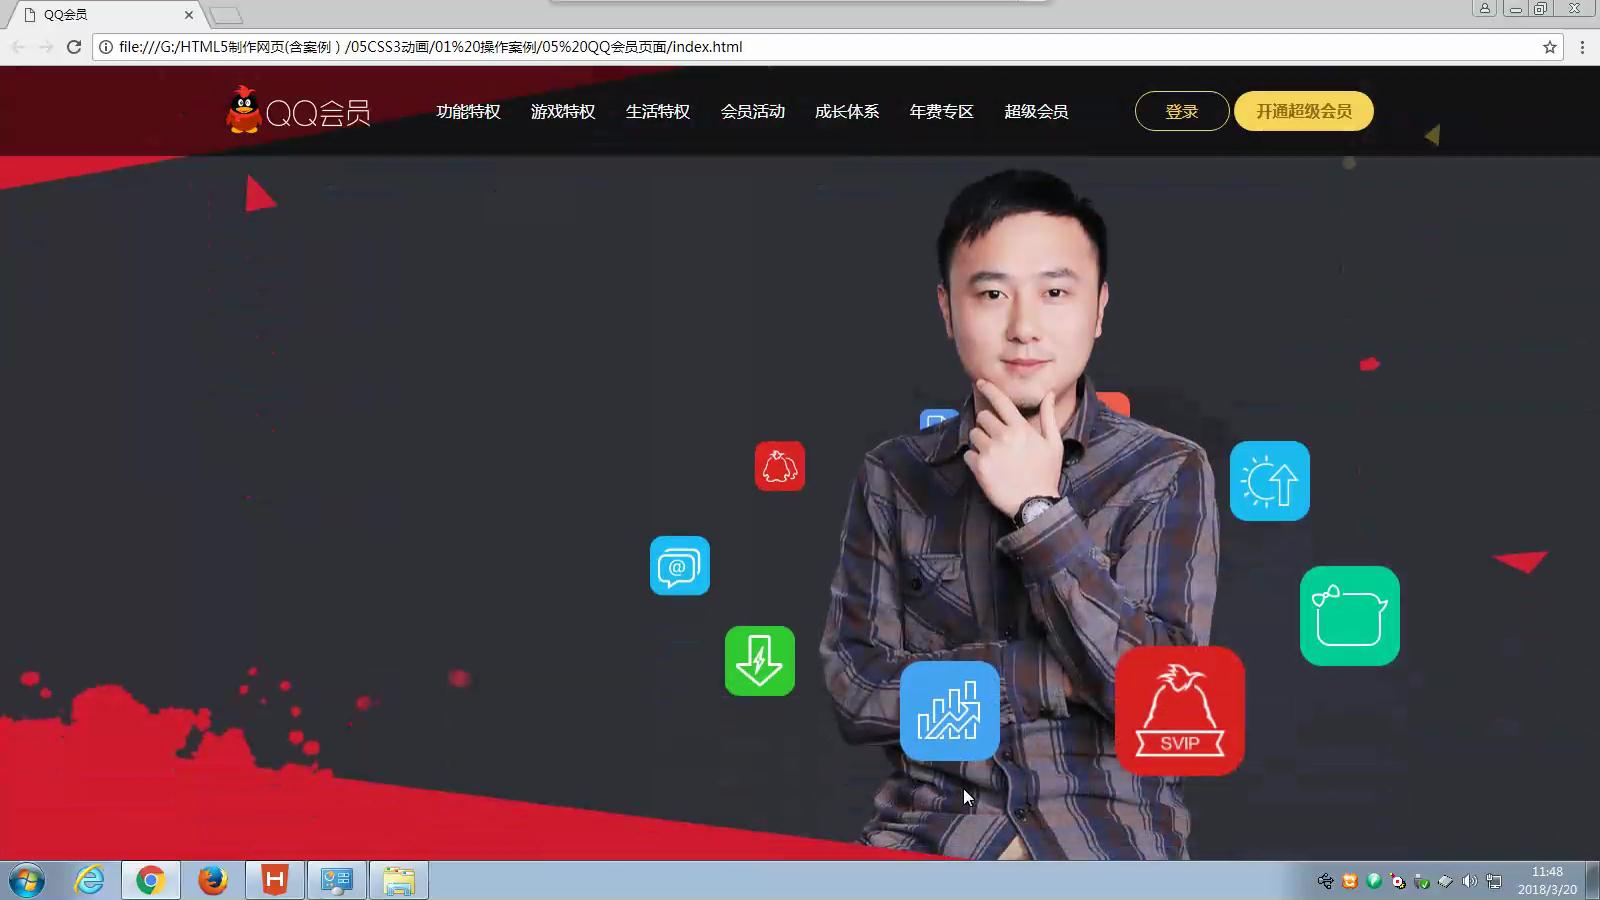 QQ会员
file:///G:/HTML5制作网页(含案例）/05CSS3动画/01%20操作案例/05%20QQ会员页面/index.html
QQ会员 功能特权 游戏特权 生活特权 会员活动 成长体系 年费专区 超级会员 登录 开通超级会员
@
SVIP
11:48
2018/3/20